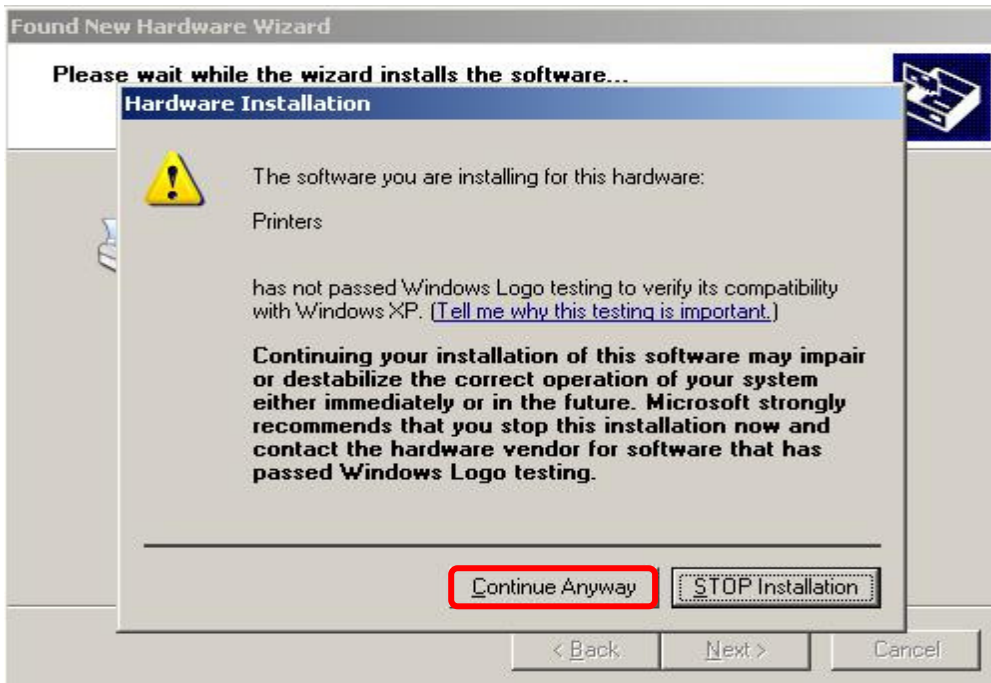 Found New Hardware Wizard
Please wait while the wizard installs the software...
Hardware Installation
The software you are installing for this hardware:
Printers
has not passed Windows Logo testing to verify its compatibility
with Windows XP. (Tell me why this testing is important.)
Continuing your installation of this software may impair
or destabilize the correct operation of your system
either immediately or in the future. Microsoft strongly
recommends that you stop this installation now and
contact the hardware vendor for software that has
passed Windows Logo testing.
Continue Anyway STOP Installation
< Back Next > Cancel